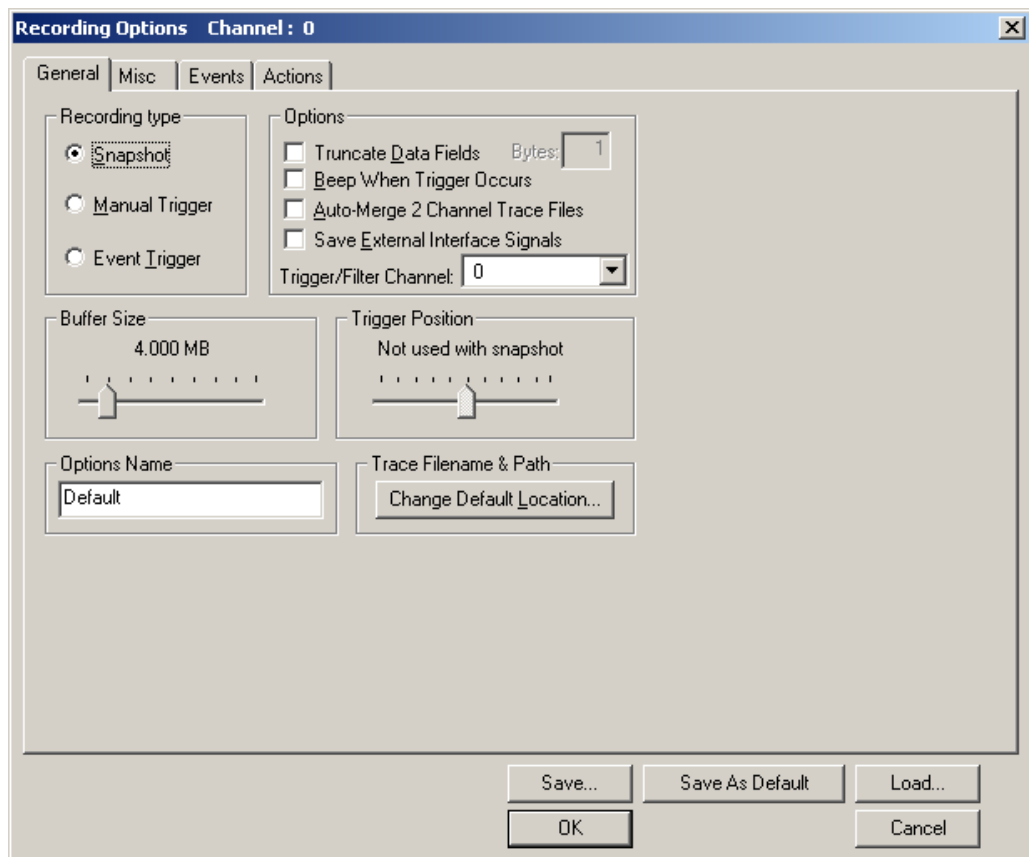 Recording Options Channel: 0
General Misc Events Actions
Recording type
Snapshot
Manual Trigger
Event Trigger
Options
Truncate Data Fields Bytes: 1
Beep When Trigger Occurs
Auto-Merge 2 Channel Trace Files
Save External Interface Signals
Trigger/Filter Channel: 0
Buffer Size
4.000 MB
Trigger Position
Not used with snapshot
Options Name
Default
Trace Filename & Path
Change Default Location...
Save... Save As Default Load...
OK Cancel